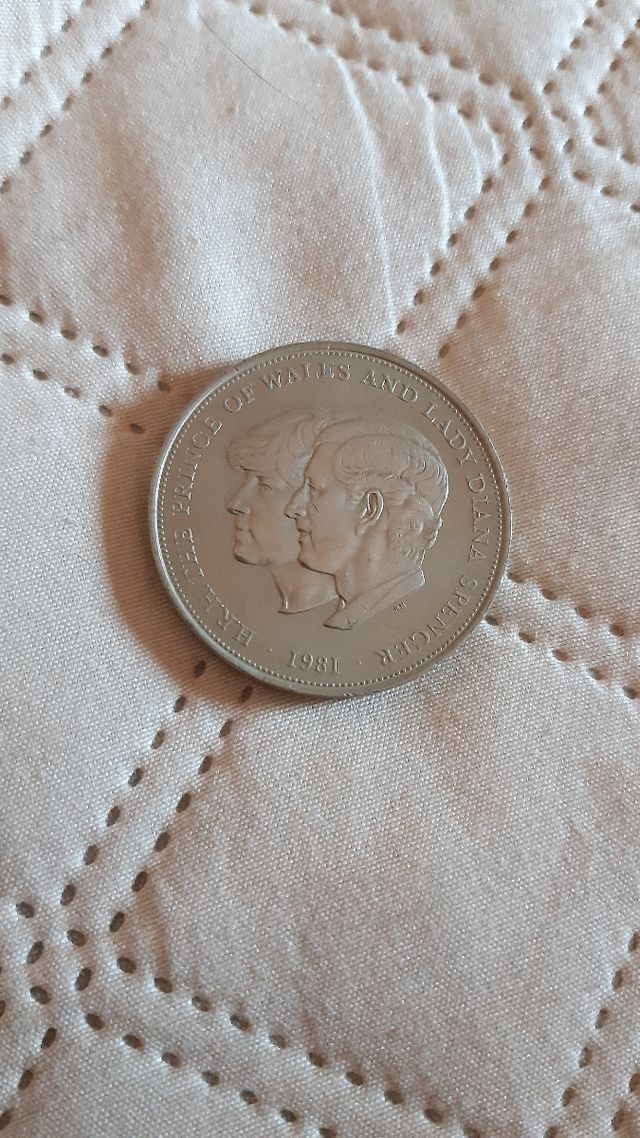 H.R.H. THE PRINCE OF WALES AND LADY DIANA SPENCER
· 1981 ·